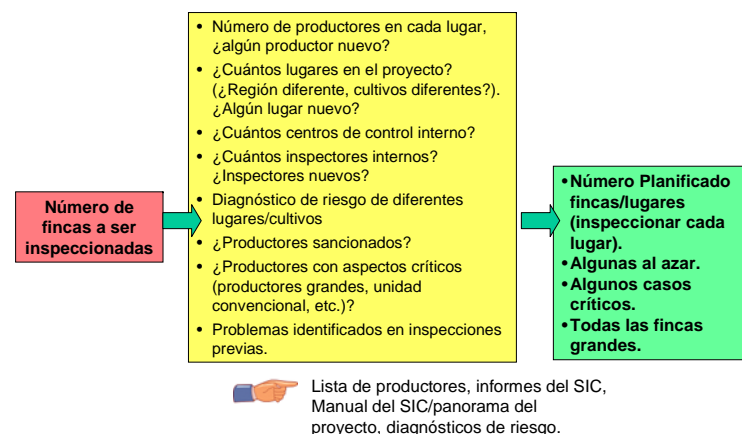 Número de
fincas a ser
inspeccionadas
• Número de productores en cada lugar,
¿algún productor nuevo?
• ¿Cuántos lugares en el proyecto?
(¿Región diferente, cultivos diferentes?).
¿Algún lugar nuevo?
• ¿Cuántos centros de control interno?
• ¿Cuántos inspectores internos?
¿Inspectores nuevos?
• Diagnóstico de riesgo de diferentes
lugares/cultivos
• ¿Productores sancionados?
• ¿Productores con aspectos críticos
(productores grandes, unidad
convencional, etc.)?
• Problemas identificados en inspecciones
previas.
• Número Planificado
fincas/lugares
(inspeccionar cada
lugar).
• Algunas al azar.
• Algunos casos
críticos.
• Todas las fincas
grandes.
Lista de productores, informes del SIC,
Manual del SIC/panorama del
proyecto, diagnósticos de riesgo.